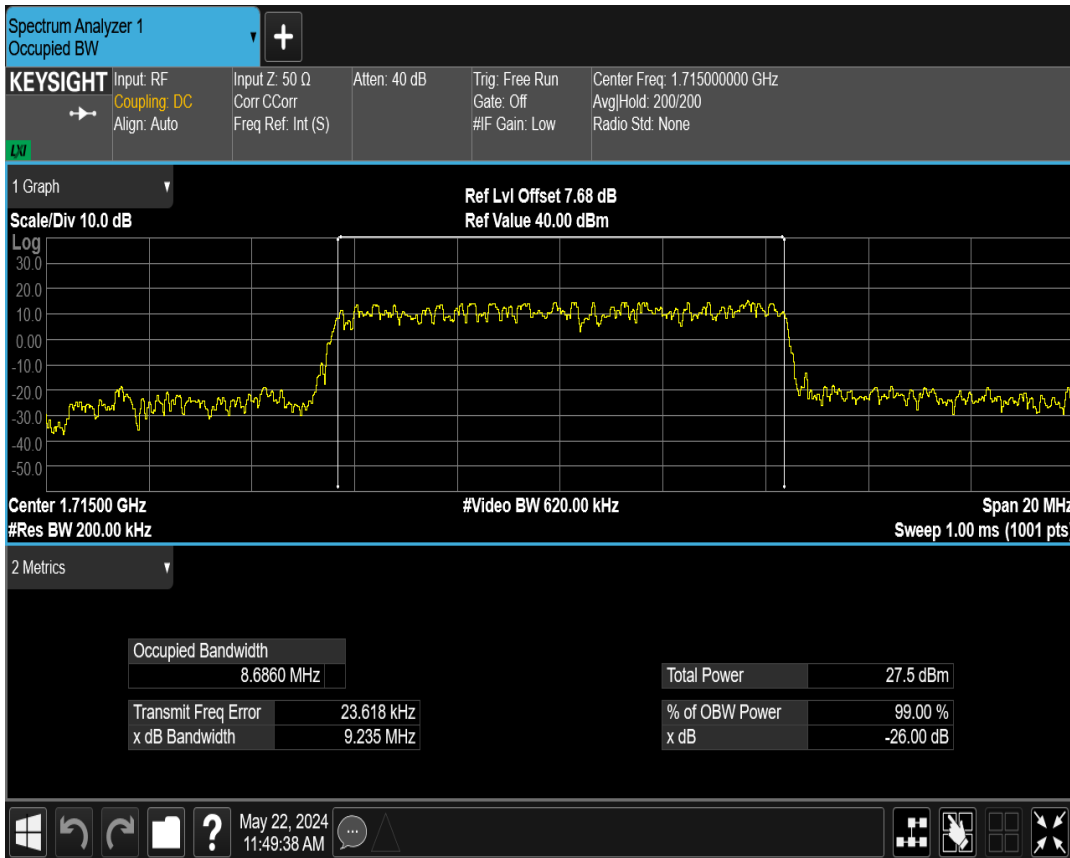 Spectrum Analyzer 1
Occupied BW
+
KEYSIGHT
LXI
Input: RF
Coupling: DC
Align: Auto
Input Z: 50 Ω
Corr CCorr
Freq Ref: Int (S)
Atten: 40 dB
Trig: Free Run
Gate: Off
#IF Gain: Low
Center Freq: 1.715000000 GHz
Avg|Hold: 200/200
Radio Std: None
1 Graph
Scale/Div 10.0 dB
Ref Lvl Offset 7.68 dB
Ref Value 40.00 dBm
Log
30.0
20.0
10.0
0.00
-10.0
-20.0
-30.0
-40.0
-50.0
Center 1.71500 GHz
#Res BW 200.00 kHz
#Video BW 620.00 kHz
Span 20 MHz
Sweep 1.00 ms (1001 pts)
2 Metrics
Occupied Bandwidth
8.6860 MHz
Transmit Freq Error 23.618 kHz
x dB Bandwidth 9.235 MHz
Total Power 27.5 dBm
% of OBW Power 99.00 %
x dB -26.00 dB
?
May 22, 2024
11:49:38 AM